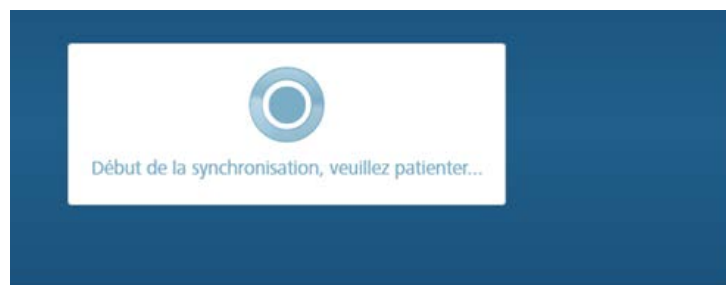 Début de la synchronisation, veuillez patienter...